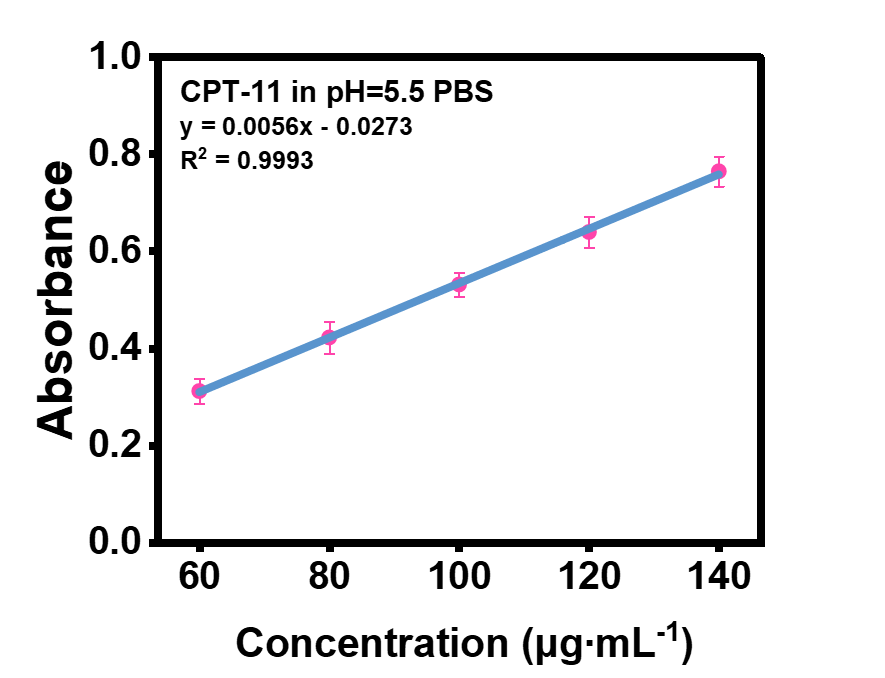 CPT-11 in pH=5.5 PBS
y = 0.0056x - 0.0273
R² = 0.9993
Absorbance
1.0
0.8
0.6
0.4
0.2
0.0
60 80 100 120 140
Concentration (µg·mL⁻¹)